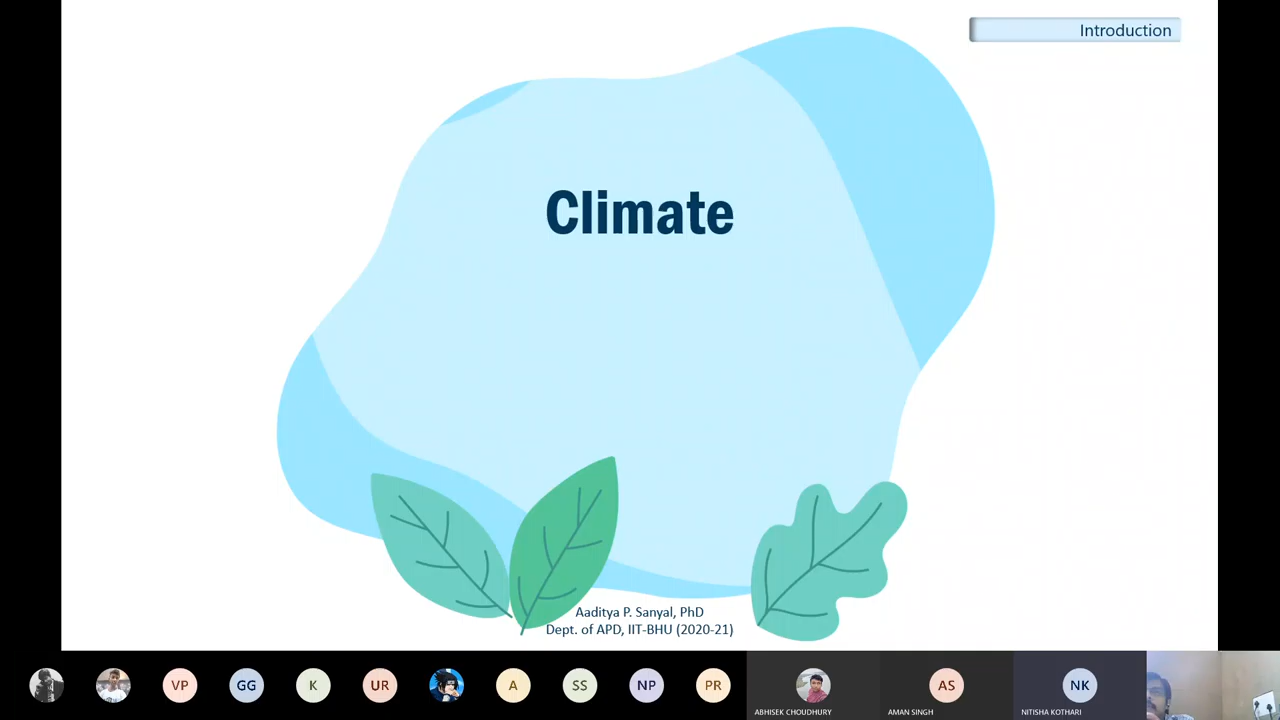 Introduction
Climate
Aaditya P. Sanyal, PhD
Dept. of APD, IIT-BHU (2020-21)
VP
GG
K
UR
A
SS
NP
PR
AS
NK
ABHISEK CHOUDHURY
AMAN SINGH
NITISHA KOTHARI